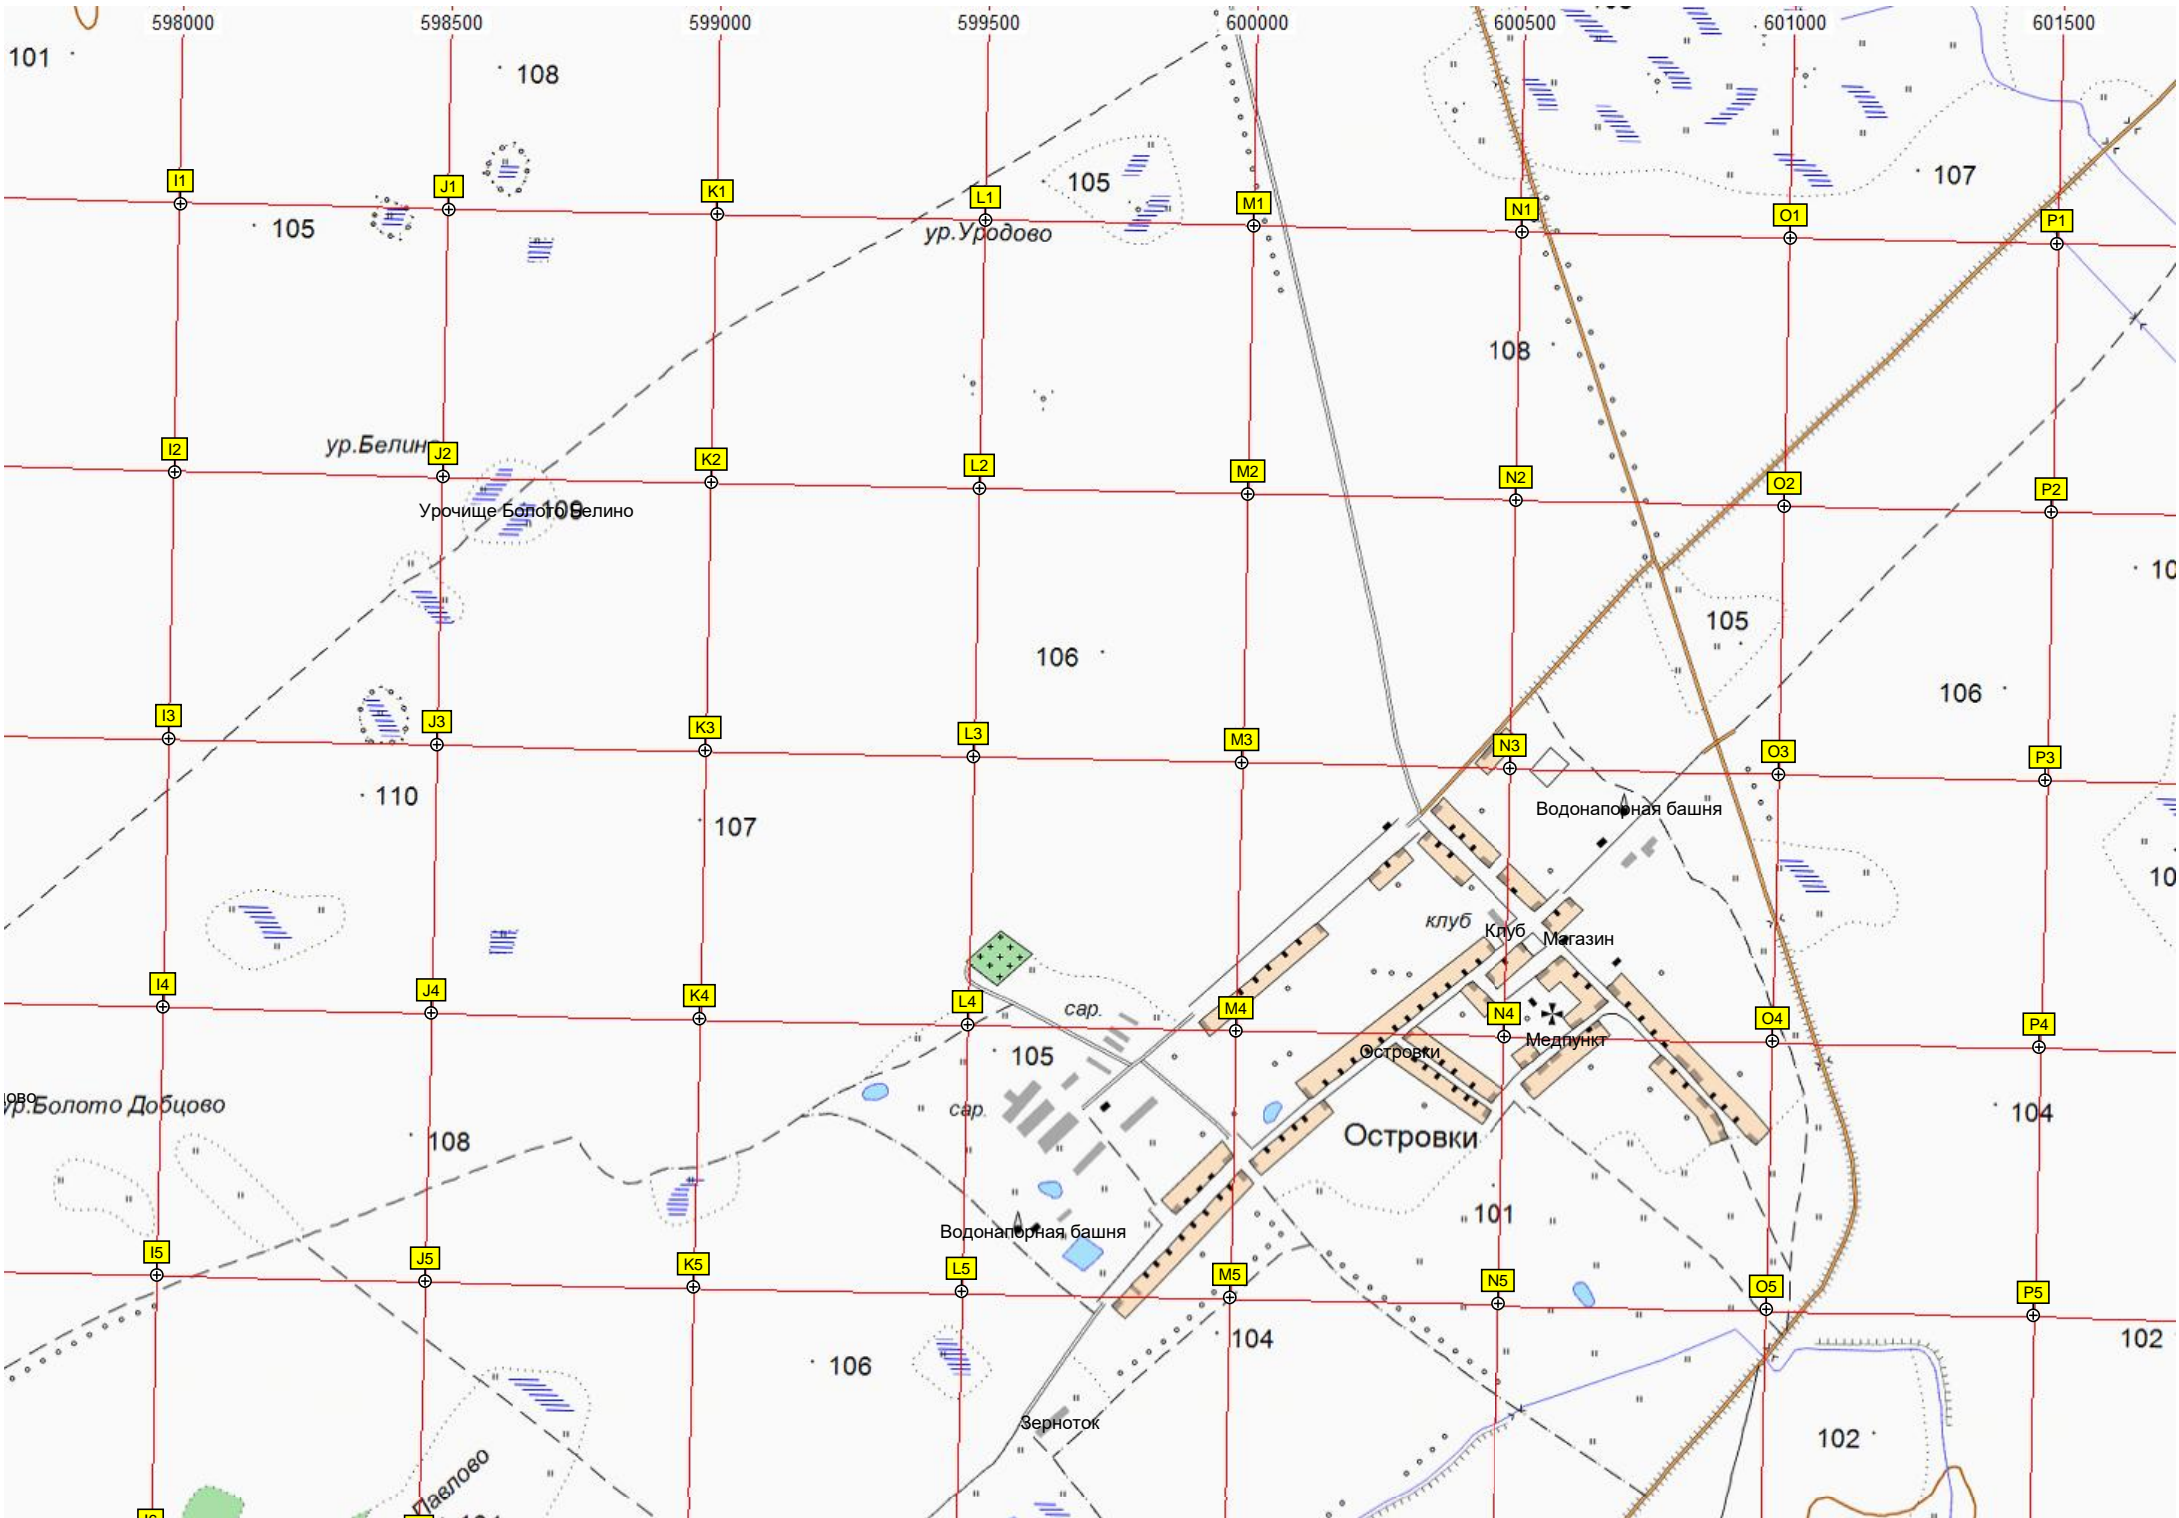 598000 598500 599000 599500 600000 600500 601000 601500
101
108
105
107
I1 J1 K1 L1 M1 N1 O1 P1
105
ур.Уродово
108
ур.Белино
I2 J2 K2 L2 M2 N2 O2 P2
Урочище Болото Белино
109
105
106
106
I3 J3 K3 L3 M3 N3 O3 P3
110
107
Водонапорная башня
клуб
Клуб
Магазин
I4 J4 K4 L4 M4 N4 O4 P4
сар.
105
Островки
Медпункт
ур.Болото Добцово
сар.
104
108
Островки
101
Водонапорная башня
I5 J5 K5 L5 M5 N5 O5 P5
104
102
106
Зерноток
102
Павлово